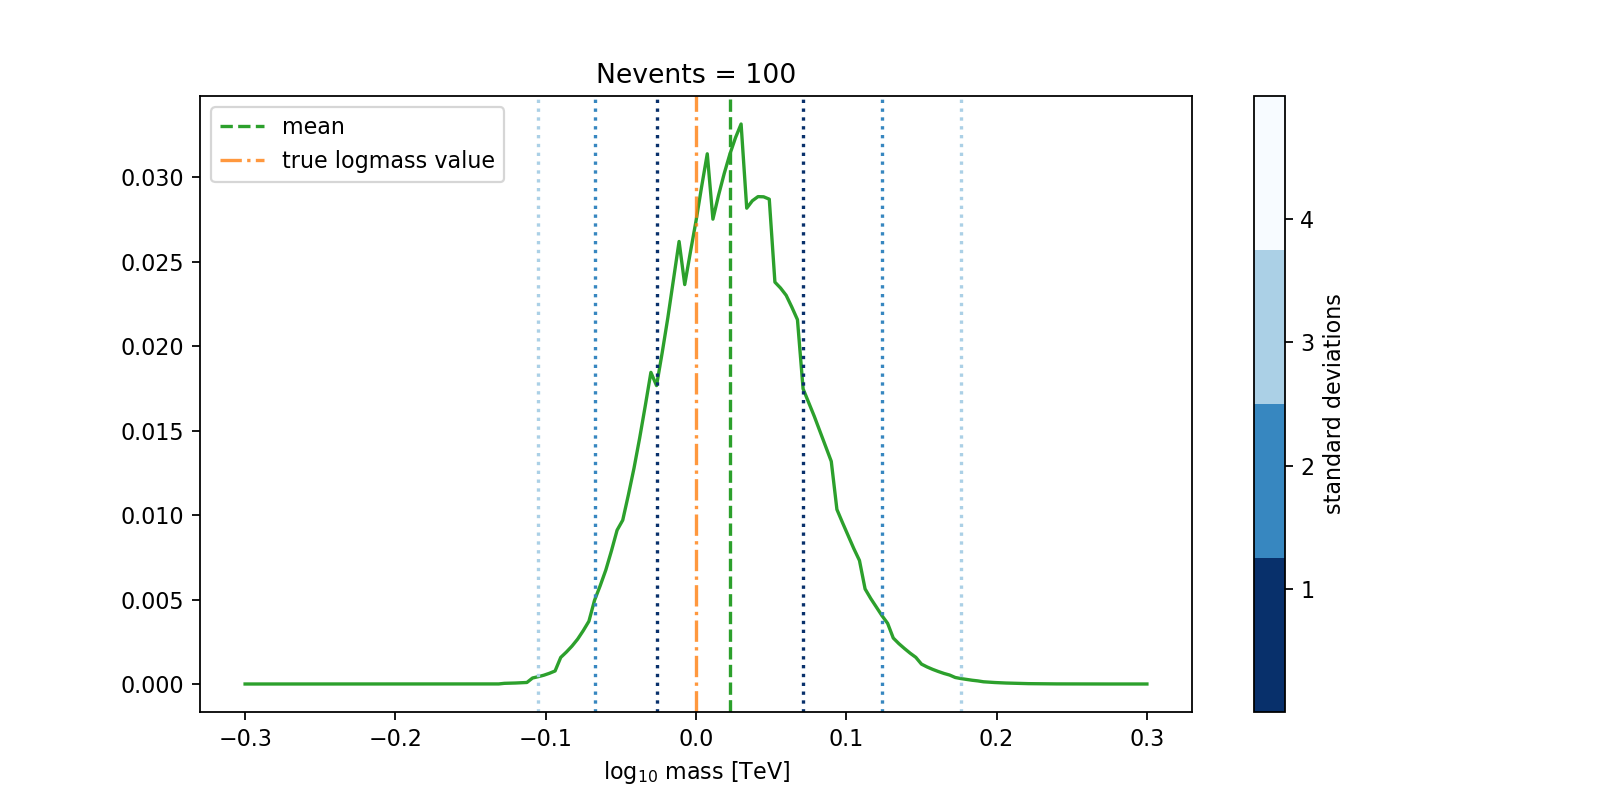 Nevents = 100
mean
true logmass value
0.030
0.025
0.020
0.015
0.010
0.005
0.000
−0.3 −0.2 −0.1 0.0 0.1 0.2 0.3
log₁₀ mass [TeV]
4
3
2
1
standard deviations